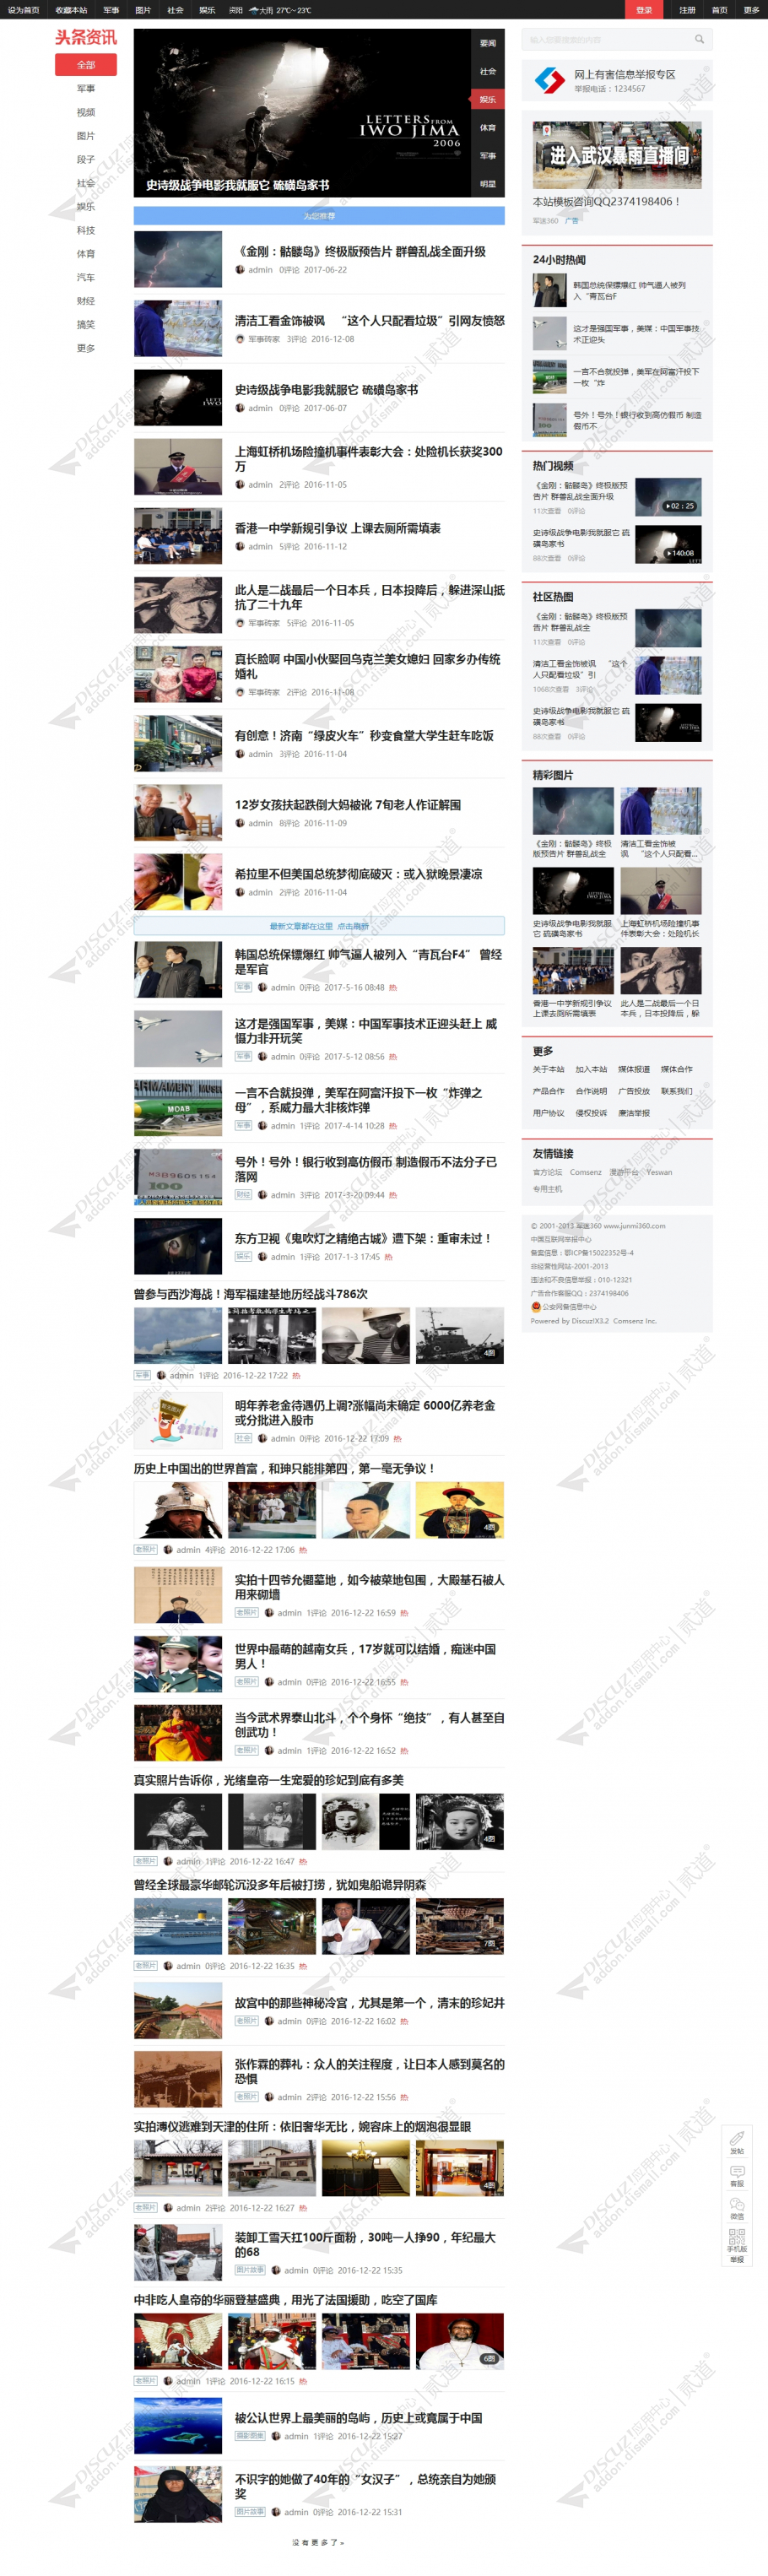 设为首页 收藏本站 军事 图片 社会 娱乐 资阳 大雨 27℃~23℃ 登录 注册 首页 更多
头条资讯
全部
军事
视频
图片
段子
社会
娱乐
科技
体育
汽车
财经
搞笑
更多
要闻
社会
娱乐
体育
军事
明星
LETTERS FROM
IWO JIMA
2006
史诗级战争电影我就服它 硫磺岛家书
为您推荐
《金刚：骷髅岛》终极版预告片 群兽乱战全面升级
admin 0评论 2017-06-22
清洁工看金饰被讽 “这个人只配看垃圾”引网友愤怒
军事砖家 3评论 2016-12-08
史诗级战争电影我就服它 硫磺岛家书
admin 0评论 2017-06-07
上海虹桥机场险撞机事件表彰大会：处险机长获奖300
万
admin 2评论 2016-11-05
香港一中学新规引争议 上课去厕所需填表
admin 5评论 2016-11-12
此人是二战最后一个日本兵，日本投降后，躲进深山抵
抗了二十九年
军事砖家 5评论 2016-11-05
真长脸啊 中国小伙娶回乌克兰美女媳妇 回家乡办传统
婚礼
军事砖家 2评论 2016-11-08
有创意！济南“绿皮火车”秒变食堂大学生赶车吃饭
admin 3评论 2016-11-04
12岁女孩扶起跌倒大妈被讹 7旬老人作证解围
admin 8评论 2016-11-09
希拉里不但美国总统梦彻底破灭：或入狱晚景凄凉
admin 2评论 2016-11-04
最新文章都在这里 点击刷新
韩国总统保镖爆红 帅气逼人被列入“青瓦台F4” 曾经
是军官
军事 admin 0评论 2017-5-16 08:48 热
这才是强国军事，美媒：中国军事技术正迎头赶上 威
慑力非开玩笑
军事 admin 0评论 2017-5-12 08:56 热
一言不合就投弹，美军在阿富汗投下一枚“炸弹之
母”，系威力最大非核炸弹
军事 admin 1评论 2017-4-14 10:28 热
号外！号外！银行收到高仿假币 制造假币不法分子已
落网
财经 admin 3评论 2017-3-20 09:44 热
东方卫视《鬼吹灯之精绝古城》遭下架：重审未过！
娱乐 admin 1评论 2017-1-3 17:45 热
曾参与西沙海战！海军福建基地历经战斗786次
4图
军事 admin 1评论 2016-12-22 17:22 热
明年养老金待遇仍上调?涨幅尚未确定 6000亿养老金
或分批进入股市
社会 admin 0评论 2016-12-22 17:09 热
历史上中国出的世界首富，和珅只能排第四，第一毫无争议！
4图
老照片 admin 4评论 2016-12-22 17:06 热
实拍十四爷允禵墓地，如今被菜地包围，大殿基石被人
用来砌墙
老照片 admin 1评论 2016-12-22 16:59 热
世界中最萌的越南女兵，17岁就可以结婚，痴迷中国
男人！
老照片 admin 0评论 2016-12-22 16:55 热
当今武术界泰山北斗，个个身怀“绝技”，有人甚至自
创武功！
老照片 admin 1评论 2016-12-22 16:52 热
真实照片告诉你，光绪皇帝一生宠爱的珍妃到底有多美
4图
老照片 admin 1评论 2016-12-22 16:47 热
曾经全球最豪华邮轮沉没多年后被打捞，犹如鬼船诡异阴森
7图
老照片 admin 0评论 2016-12-22 16:35 热
故宫中的那些神秘冷宫，尤其是第一个，清末的珍妃井
老照片 admin 0评论 2016-12-22 16:02 热
张作霖的葬礼：众人的关注程度，让日本人感到莫名的
恐惧
老照片 admin 2评论 2016-12-22 15:56 热
实拍溥仪逃难到天津的住所：依旧奢华无比，婉容床上的烟泡很显眼
4图
老照片 admin 2评论 2016-12-22 16:27 热
装卸工雪天扛100斤面粉，30吨一人挣90，年纪最大
的68
图片故事 admin 0评论 2016-12-22 15:35
中非吃人皇帝的华丽登基盛典，用光了法国援助，吃空了国库
6图
老照片 admin 1评论 2016-12-22 16:15 热
被公认世界上最美丽的岛屿，历史上或竟属于中国
摄影图集 admin 1评论 2016-12-22 15:27
不识字的她做了40年的“女汉子”，总统亲自为她颁
奖
图片故事 admin 0评论 2016-12-22 15:31
没有更多了»
网上有害信息举报专区
举报电话：1234567
进入武汉暴雨直播间
本站模板咨询QQ2374198406！
军迷360 广告
24小时热闻
韩国总统保镖爆红 帅气逼人被列
入“青瓦台F
这才是强国军事，美媒：中国军事技
术正迎头
一言不合就投弹，美军在阿富汗投下
一枚“炸
号外！号外！银行收到高仿假币 制造
假币不
热门视频
《金刚：骷髅岛》终极版预
告片 群兽乱战全面升级
11次查看 0评论
02：25
史诗级战争电影我就服它 硫
磺岛家书
88次查看 0评论
140:08
社区热图
《金刚：骷髅岛》终极版预
告片 群兽乱战全
11次查看 0评论
清洁工看金饰被讽 “这个
人只配看垃圾”引
1068次查看 3评论
史诗级战争电影我就服它 硫
磺岛家书
88次查看 0评论
精彩图片
《金刚：骷髅岛》终极
版预告片 群兽乱战全
清洁工看金饰被
讽 “这个人只配看...
史诗级战争电影我就服
它 硫磺岛家书
上海虹桥机场险撞机事
件表彰大会：处险机长
香港一中学新规引争议
上课去厕所需填表
此人是二战最后一个日
本兵，日本投降后，躲
更多
关于本站 加入本站 媒体报道 媒体合作
产品合作 合作说明 广告投放 联系我们
用户协议 侵权投诉 廉洁举报
友情链接
官方论坛 Comsenz 漫游平台 Yeswan
专用主机
© 2001-2013 军迷360 www.junmi360.com
中国互联网举报中心
备案信息：鄂ICP备15022352号-4
非经营性网站-2001-2013
违法和不良信息举报：010-12321
广告合作客服QQ：2374198406
公安网备信息中心
Powered by Discuz!X3.2 Comsenz Inc.
发帖
客服
微信
手机版
举报
DISCUZ!应用中心 | 贰道®
addon.dismall.com